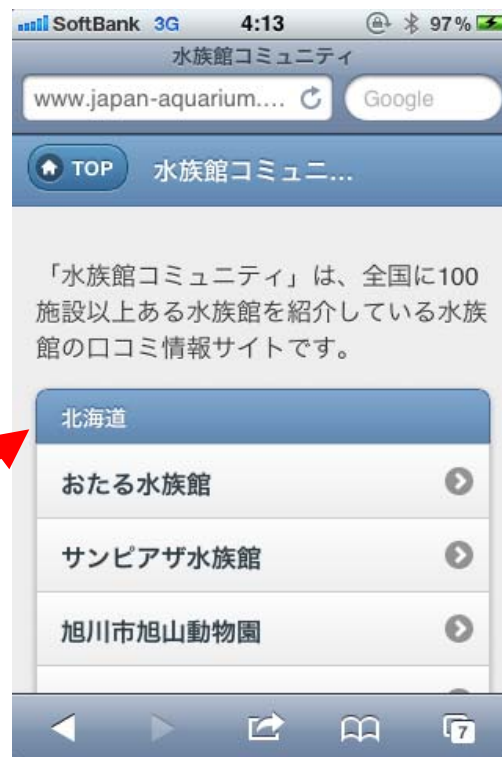 SoftBank 3G 4:13 97%
水族館コミュニティ
www.japan-aquarium.... Google
TOP 水族館コミュニ...
「水族館コミュニティ」は、全国に100
施設以上ある水族館を紹介している水族
館の口コミ情報サイトです。
北海道
おたる水族館
サンピアザ水族館
旭川市旭山動物園
7